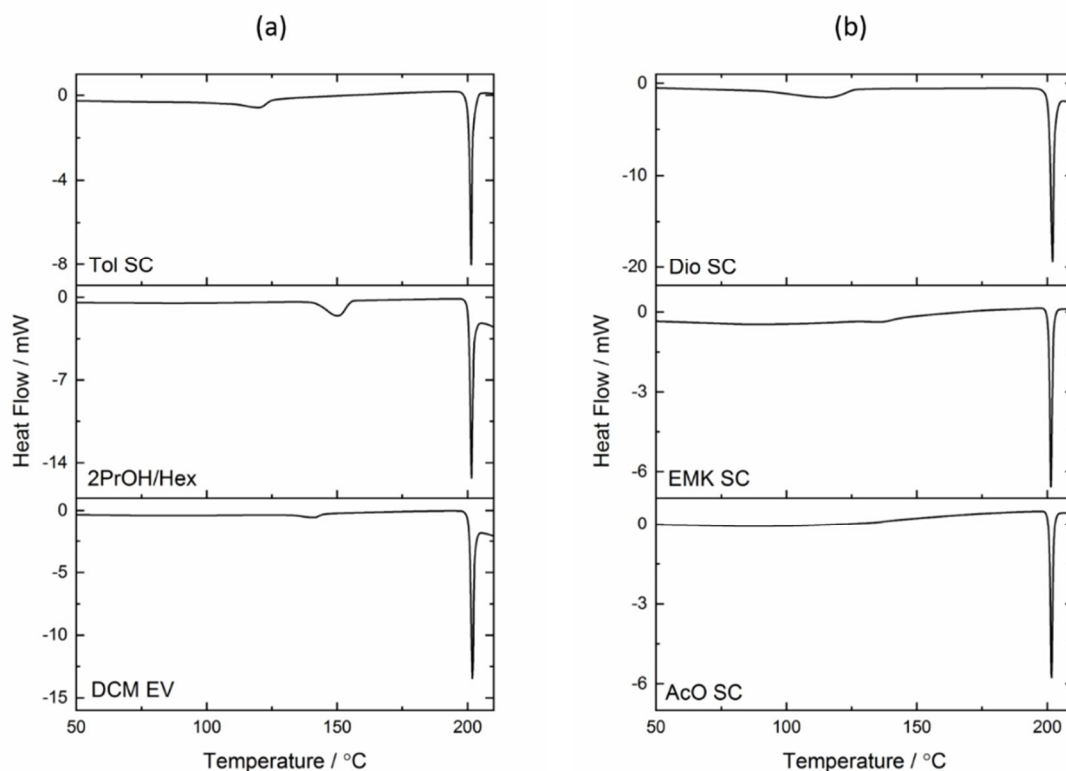 (a)
0
-4
-8
Tol SC
0
-7
-14
2PrOH/Hex
0
-5
-10
-15
DCM EV
50 100 150 200
Heat Flow / mW
Temperature / °C
(b)
0
-10
-20
Dio SC
0
-3
-6
EMK SC
0
-3
-6
AcO SC
50 100 150 200
Heat Flow / mW
Temperature / °C